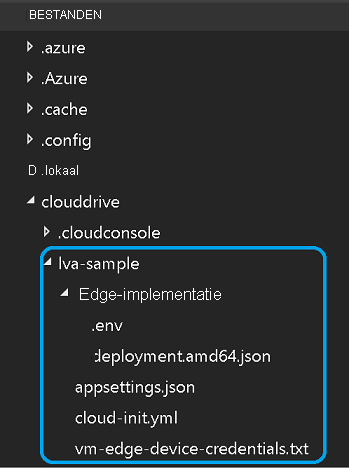 BESTANDEN
.azure
.Azure
.cache
.config
D .lokaal
clouddrive
.cloudconsole
lva-sample
Edge-implementatie
.env
deployment.amd64.json
appsettings.json
cloud-init.yml
vm-edge-device-credentials.txt